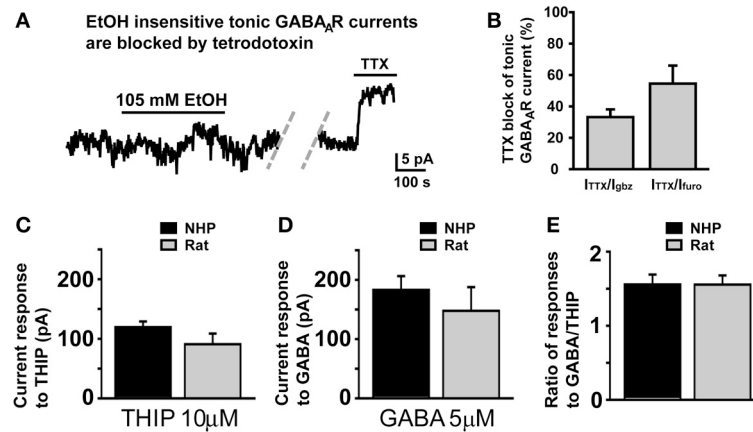 A
EtOH insensitive tonic GABAAR currents
are blocked by tetrodotoxin
TTX
105 mM EtOH
5 pA
100 s
B
TTX block of tonic
GABAAR current (%)
100
80
60
40
20
0
ITTX/Igbz
ITTX/Ifuro
C
NHP
Rat
Current response
to THIP (pA)
200
100
0
THIP 10μM
D
NHP
Rat
Current response
to GABA (pA)
200
100
0
GABA 5μM
E
NHP
Rat
Ratio of responses
to GABA/THIP
2
1
0